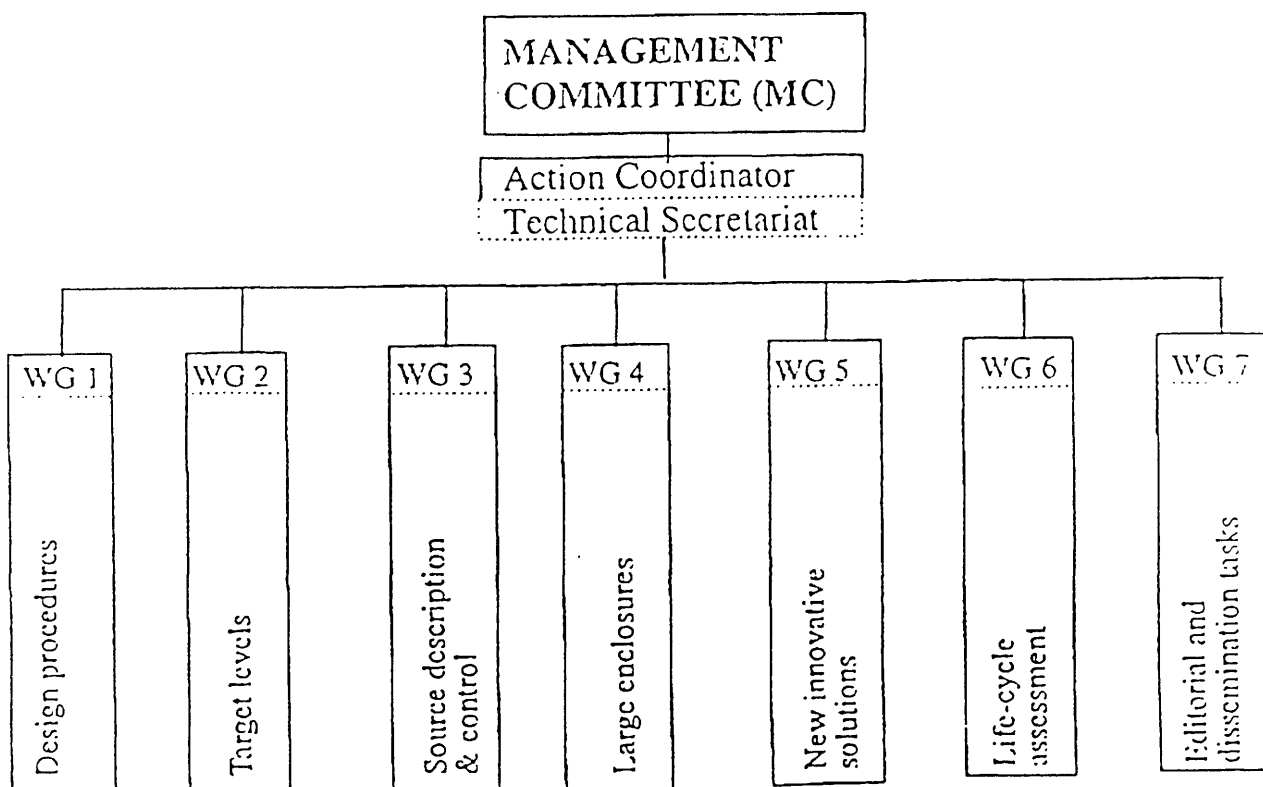 MANAGEMENT
COMMITTEE (MC)
Action Coordinator
Technical Secretariat
WG 1
Design procedures
WG 2
Target levels
WG 3
Source description
& control
WG 4
Large enclosures
WG 5
New innovative
solutions
WG 6
Life-cycle
assessment
WG 7
Editorial and
dissemination tasks